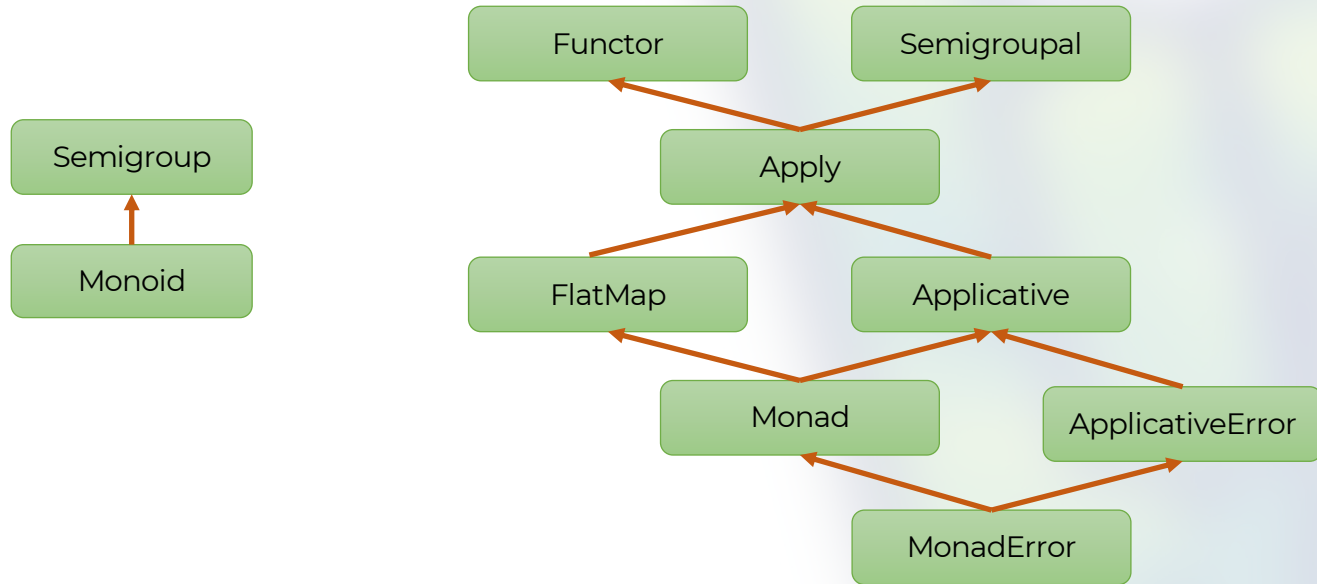 Functor
Semigroupal
Semigroup
Apply
Monoid
FlatMap
Applicative
Monad
ApplicativeError
MonadError